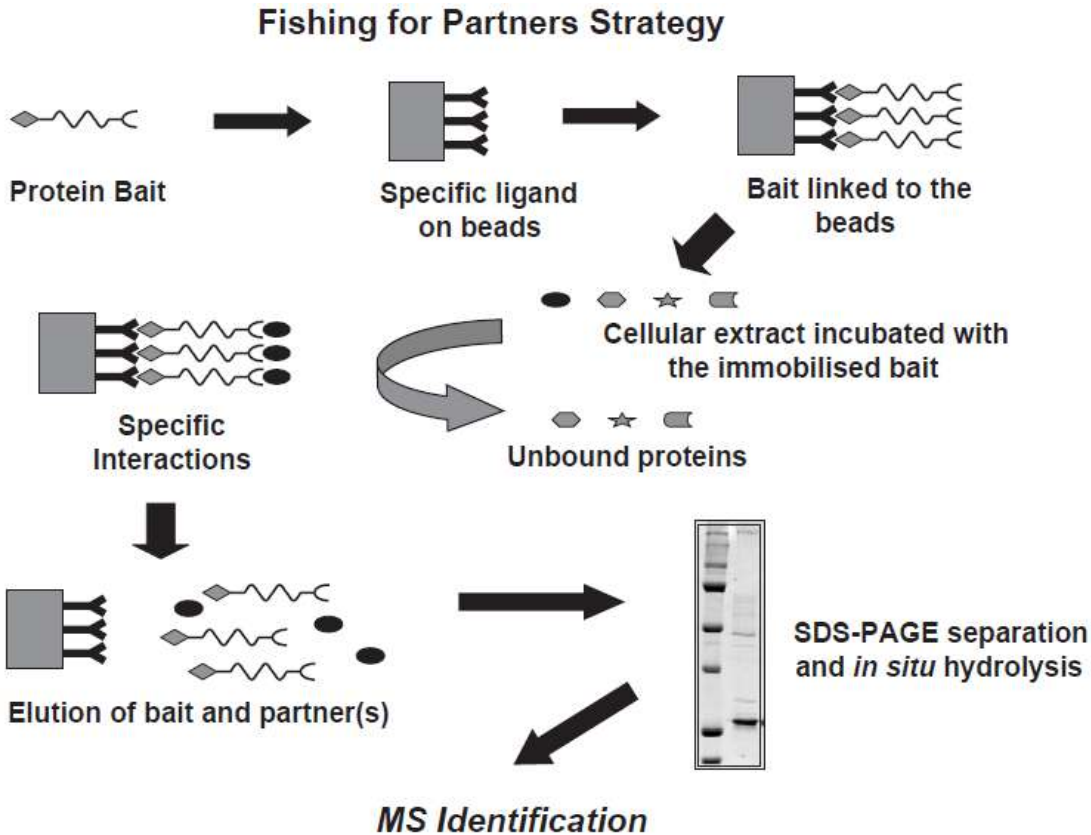 Fishing for Partners Strategy
Protein Bait
Specific ligand
on beads
Bait linked to the
beads
Cellular extract incubated with
the immobilised bait
Unbound proteins
Specific
Interactions
Elution of bait and partner(s)
SDS-PAGE separation
and in situ hydrolysis
MS Identification